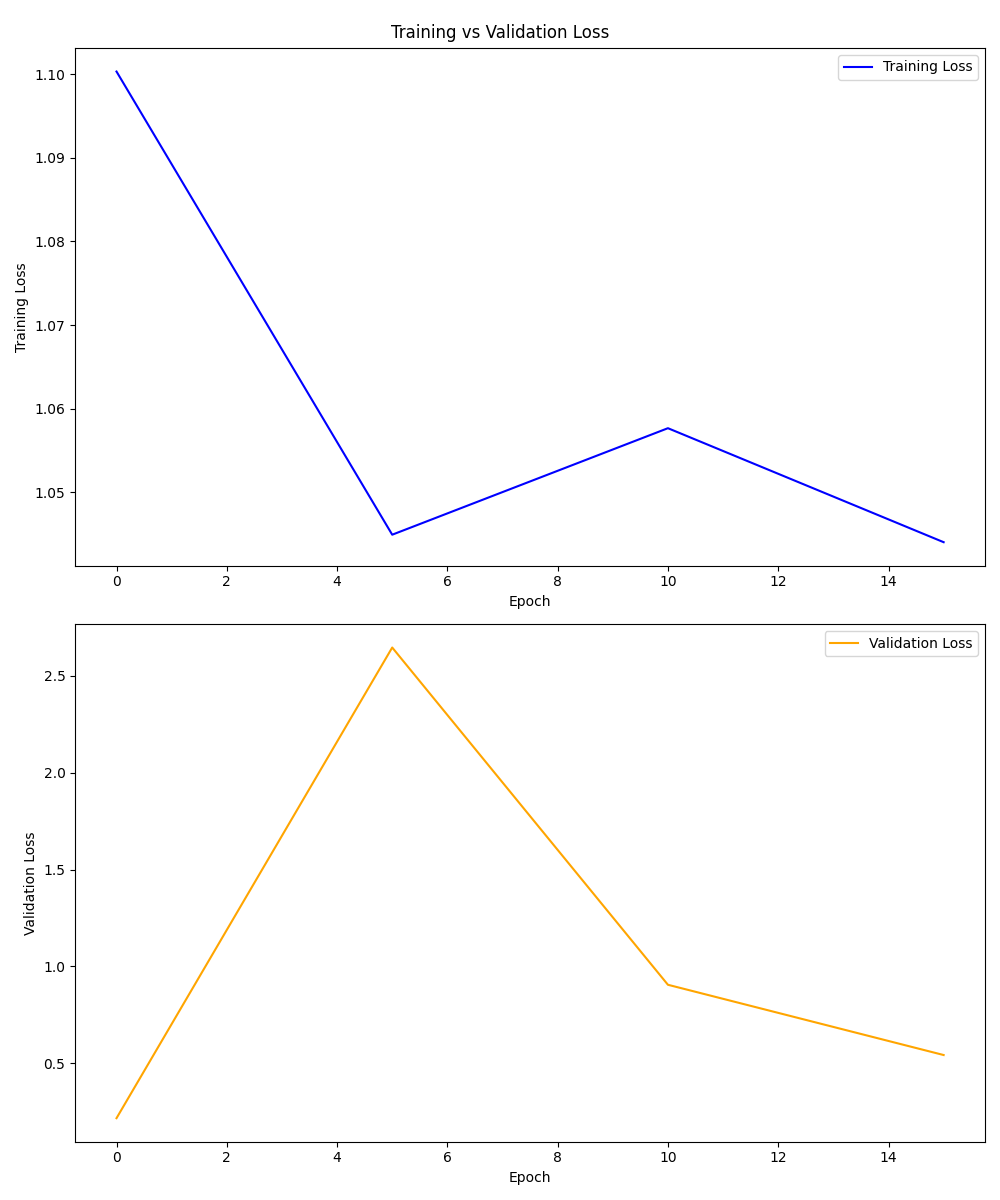 Training vs Validation Loss
Training Loss
1.10
1.09
1.08
1.07
1.06
1.05
Training Loss
0 2 4 6 8 10 12 14
Epoch
Validation Loss
2.5
2.0
1.5
1.0
0.5
Validation Loss
0 2 4 6 8 10 12 14
Epoch